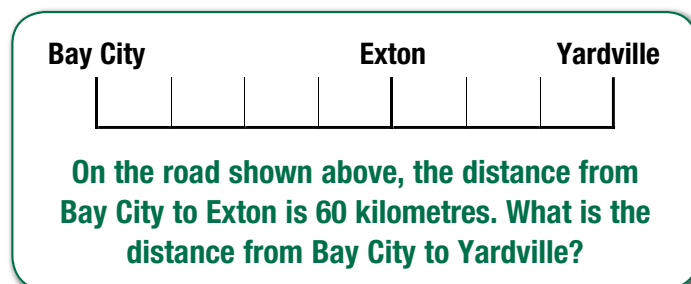 Bay City Exton Yardville
On the road shown above, the distance from
Bay City to Exton is 60 kilometres. What is the
distance from Bay City to Yardville?